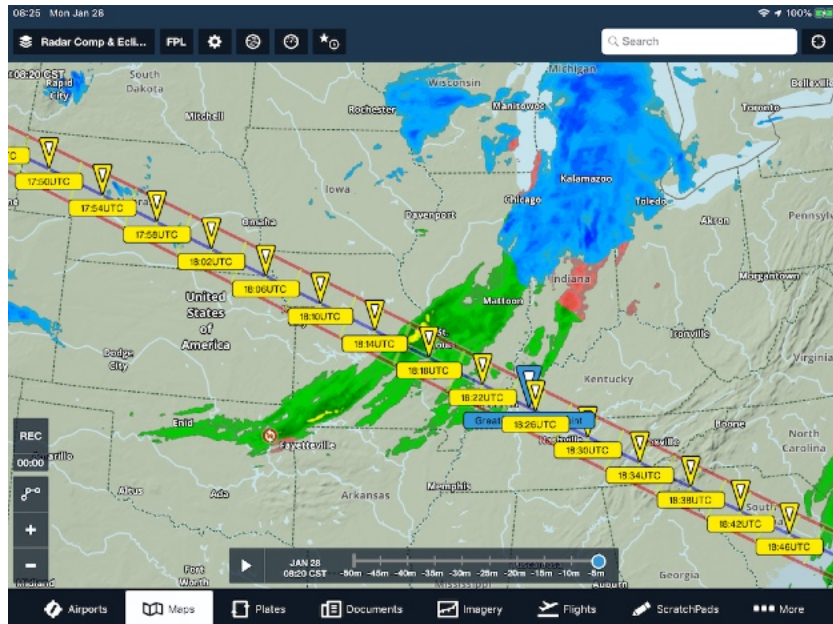 08:25 Mon Jan 28
100%
Radar Comp & Ecli...
FPL
Search
08:20 CST
Rapid City
South Dakota
Mitchell
Rochester
Wisconsin
Manitowoc
Michigan
Belleville
Toronto
17:50UTC
17:54UTC
17:58UTC
18:02UTC
18:06UTC
18:10UTC
18:14UTC
18:18UTC
18:22UTC
18:26UTC
18:30UTC
18:34UTC
18:38UTC
18:42UTC
18:46UTC
Iowa
Omaha
Davenport
Chicago
Kalamazoo
Toledo
Akron
Morgantown
Indiana
Mattoon
United States of America
Dodge City
Kentucky
Virginia
Boone
North Carolina
Enid
Fayetteville
Altus
Ada
Arkansas
Memphis
Fort Worth
Georgia
REC
00:00
+
−
JAN 28
08:20 CST
-50m -45m -40m -35m -30m -25m -20m -15m -10m -5m
Airports
Maps
Plates
Documents
Imagery
Flights
ScratchPads
More